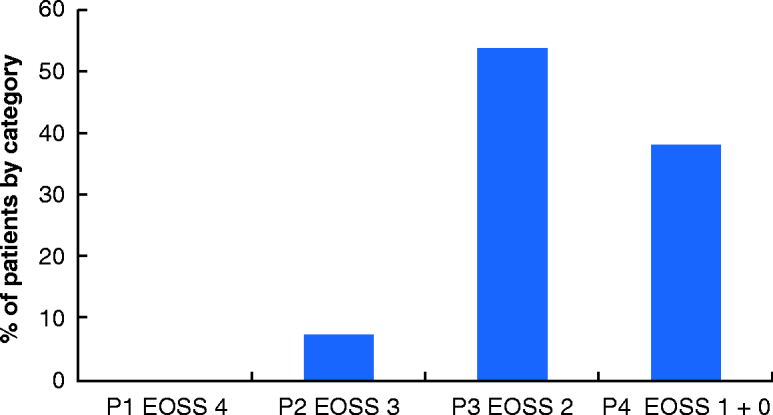 % of patients by category
60
50
40
30
20
10
0
P1 EOSS 4
P2 EOSS 3
P3 EOSS 2
P4 EOSS 1 + 0